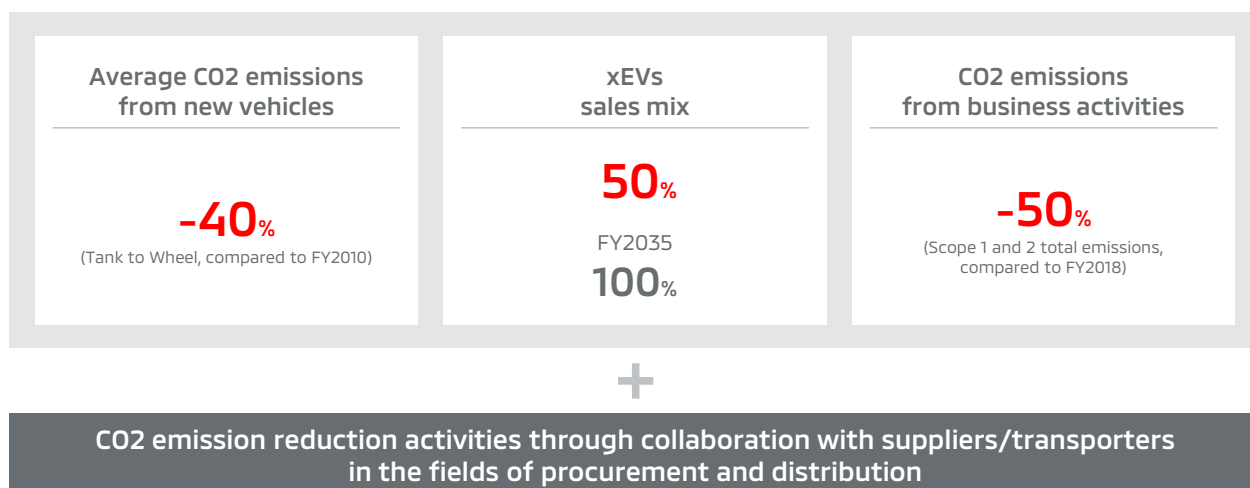 Average CO2 emissions
from new vehicles
-40%
(Tank to Wheel, compared to FY2010)
xEVs
sales mix
50%
FY2035
100%
CO2 emissions
from business activities
-50%
(Scope 1 and 2 total emissions,
compared to FY2018)
+
CO2 emission reduction activities through collaboration with suppliers/transporters
in the fields of procurement and distribution